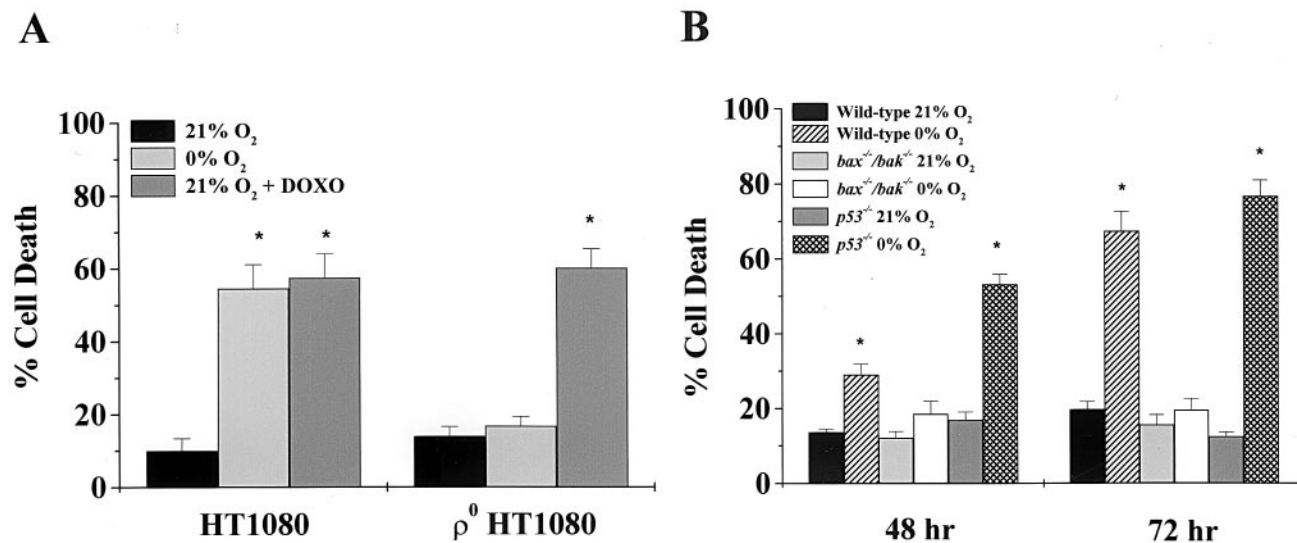 A
% Cell Death
100
80
60
40
20
0
21% O₂
0% O₂
21% O₂ + DOXO
*
*
*
HT1080
ρ⁰ HT1080
B
% Cell Death
100
80
60
40
20
0
Wild-type 21% O₂
Wild-type 0% O₂
bax⁻/⁻/bak⁻/⁻ 21% O₂
bax⁻/⁻/bak⁻/⁻ 0% O₂
p53⁻/⁻ 21% O₂
p53⁻/⁻ 0% O₂
*
*
*
*
48 hr
72 hr